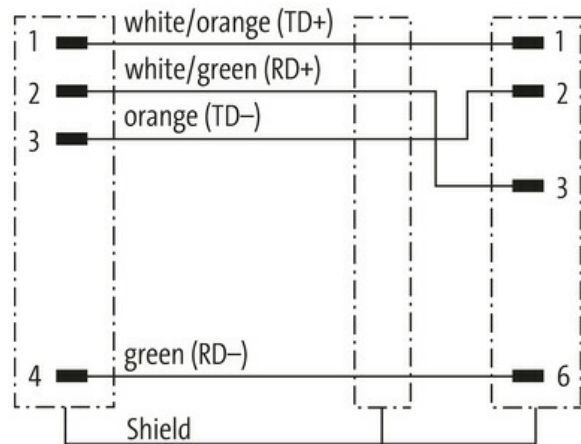 1 white/orange (TD+) 1
2 white/green (RD+) 2
3 orange (TD–)
3
4 green (RD–) 6
Shield